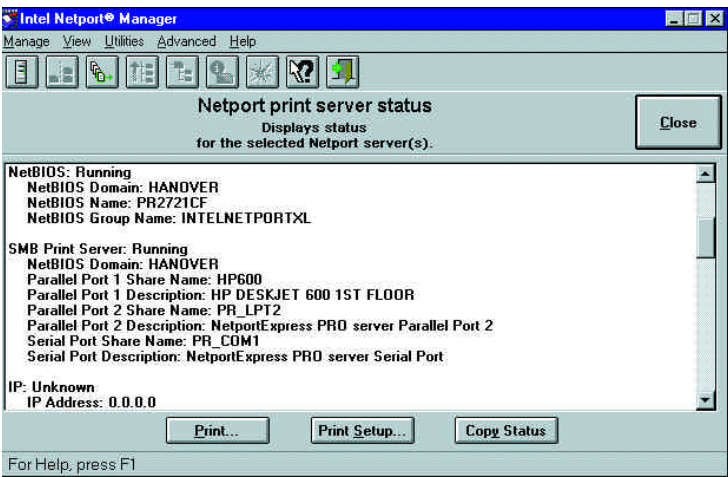 Intel Netport® Manager
Manage View Utilities Advanced Help
Netport print server status
Displays status
for the selected Netport server(s).
Close
NetBIOS: Running
NetBIOS Domain: HANOVER
NetBIOS Name: PR2721CF
NetBIOS Group Name: INTELNETPORTXL
SMB Print Server: Running
NetBIOS Domain: HANOVER
Parallel Port 1 Share Name: HP600
Parallel Port 1 Description: HP DESKJET 600 1ST FLOOR
Parallel Port 2 Share Name: PR_LPT2
Parallel Port 2 Description: NetportExpress PRO server Parallel Port 2
Serial Port Share Name: PR_COM1
Serial Port Description: NetportExpress PRO server Serial Port
IP: Unknown
IP Address: 0.0.0.0
Print... Print Setup... Copy Status
For Help, press F1